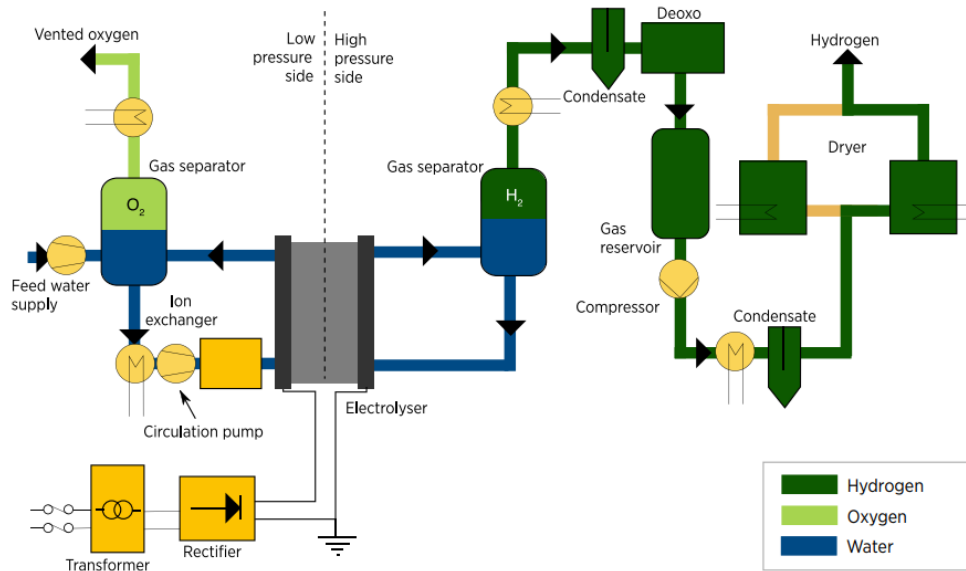 Vented oxygen
Low
pressure
side
High
pressure
side
Deoxo
Hydrogen
Condensate
Gas separator
Gas separator
Dryer
O2
H2
Gas
reservoir
Feed water
supply
Ion
exchanger
Compressor
Condensate
Electrolyser
Circulation pump
Transformer
Rectifier
Hydrogen
Oxygen
Water